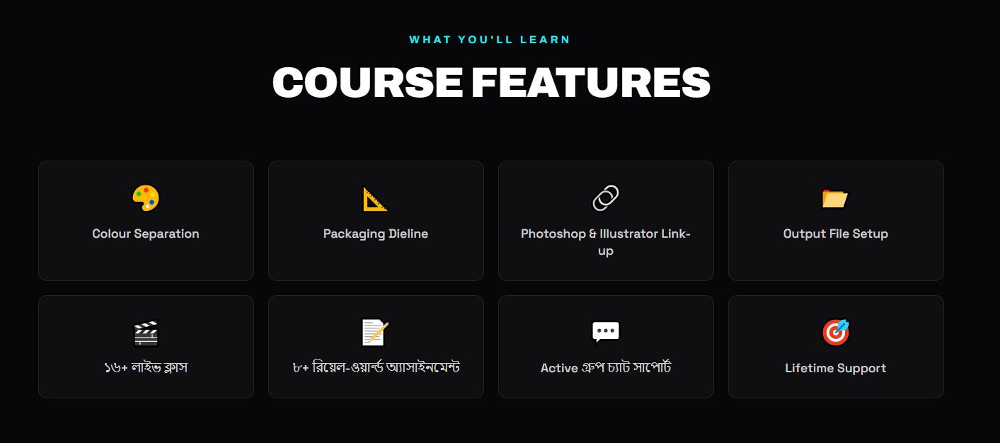 WHAT YOU'LL LEARN
COURSE FEATURES
Colour Separation
Packaging Dieline
Photoshop & Illustrator Link-
up
Output File Setup
১৬+ লাইভ ক্লাস
৮+ রিয়েল-ওয়ার্ল্ড অ্যাসাইনমেন্ট
Active গ্রুপ চ্যাট সাপোর্ট
Lifetime Support